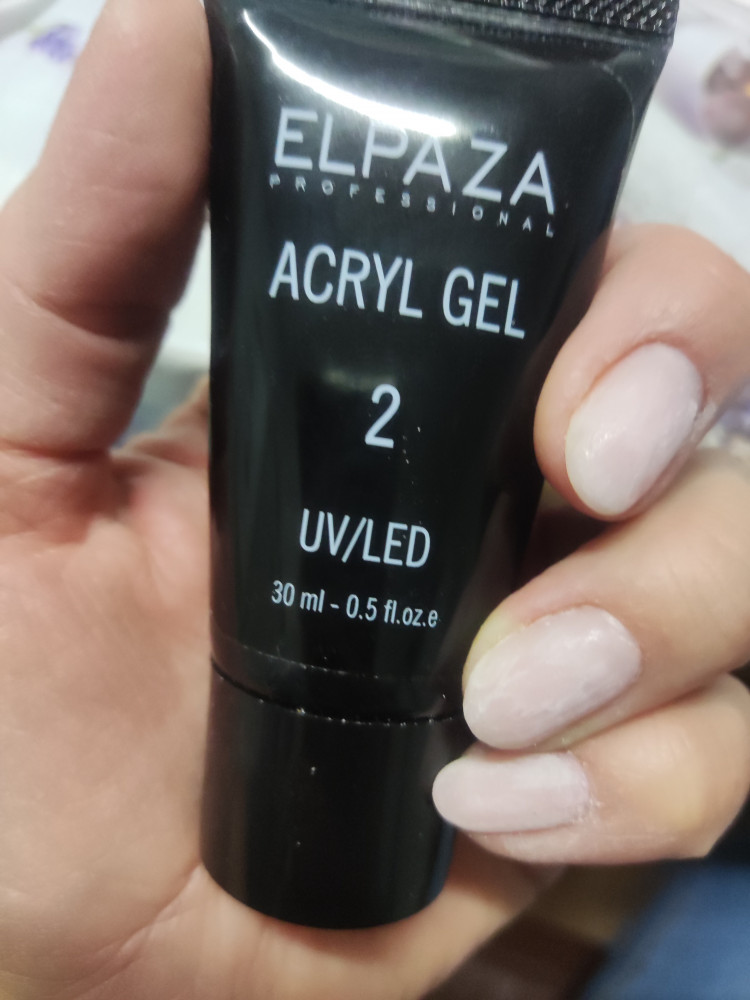 ELPAZA
PROFESSIONAL
ACRYL GEL
2
UV/LED
30 ml - 0.5 fl.oz.e